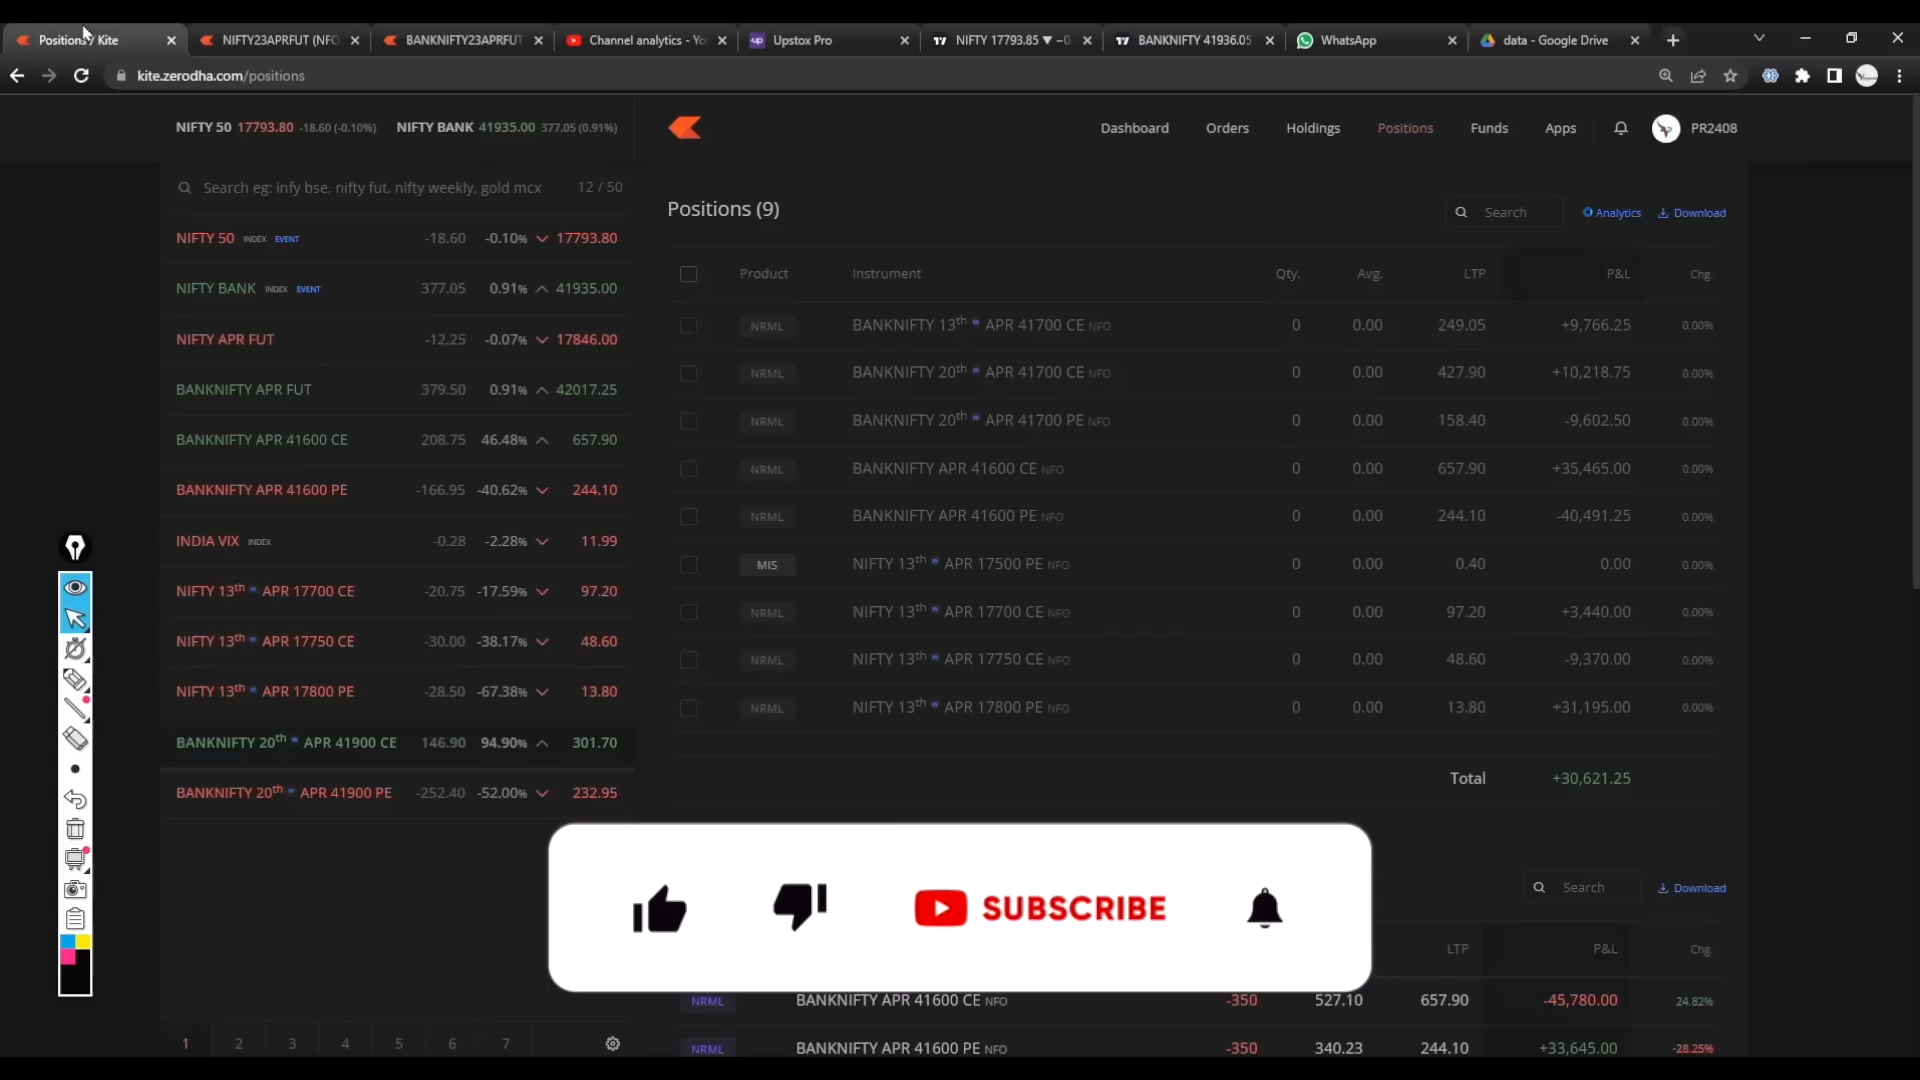 Positions / Kite
NIFTY23APRFUT (NFO
BANKNIFTY23APRFUT
Channel analytics - Yo
Upstox Pro
NIFTY 17793.85 ▼ −0
BANKNIFTY 41936.05
WhatsApp
data - Google Drive
kite.zerodha.com/positions
NIFTY 50 17793.80 -18.60 (-0.10%) NIFTY BANK 41935.00 377.05 (0.91%)
Dashboard Orders Holdings Positions Funds Apps PR2408
Search eg: infy bse, nifty fut, nifty weekly, gold mcx 12 / 50
NIFTY 50 INDEX EVENT -18.60 -0.10% 17793.80
NIFTY BANK INDEX EVENT 377.05 0.91% 41935.00
NIFTY APR FUT -12.25 -0.07% 17846.00
BANKNIFTY APR FUT 379.50 0.91% 42017.25
BANKNIFTY APR 41600 CE 208.75 46.48% 657.90
BANKNIFTY APR 41600 PE -166.95 -40.62% 244.10
INDIA VIX INDEX -0.28 -2.28% 11.99
NIFTY 13th w APR 17700 CE -20.75 -17.59% 97.20
NIFTY 13th w APR 17750 CE -30.00 -38.17% 48.60
NIFTY 13th w APR 17800 PE -28.50 -67.38% 13.80
BANKNIFTY 20th w APR 41900 CE 146.90 94.90% 301.70
BANKNIFTY 20th w APR 41900 PE -252.40 -52.00% 232.95
1 2 3 4 5 6 7
Positions (9)
Search Analytics Download
Product Instrument Qty. Avg. LTP P&L Chg.
NRML BANKNIFTY 13th w APR 41700 CE NFO 0 0.00 249.05 +9,766.25 0.00%
NRML BANKNIFTY 20th w APR 41700 CE NFO 0 0.00 427.90 +10,218.75 0.00%
NRML BANKNIFTY 20th w APR 41700 PE NFO 0 0.00 158.40 -9,602.50 0.00%
NRML BANKNIFTY APR 41600 CE NFO 0 0.00 657.90 +35,465.00 0.00%
NRML BANKNIFTY APR 41600 PE NFO 0 0.00 244.10 -40,491.25 0.00%
MIS NIFTY 13th w APR 17500 PE NFO 0 0.00 0.40 0.00 0.00%
NRML NIFTY 13th w APR 17700 CE NFO 0 0.00 97.20 +3,440.00 0.00%
NRML NIFTY 13th w APR 17750 CE NFO 0 0.00 48.60 -9,370.00 0.00%
NRML NIFTY 13th w APR 17800 PE NFO 0 0.00 13.80 +31,195.00 0.00%
Total +30,621.25
Search Download
SUBSCRIBE
LTP P&L Chg.
NRML BANKNIFTY APR 41600 CE NFO -350 527.10 657.90 -45,780.00 24.82%
NRML BANKNIFTY APR 41600 PE NFO -350 340.23 244.10 +33,645.00 -28.25%